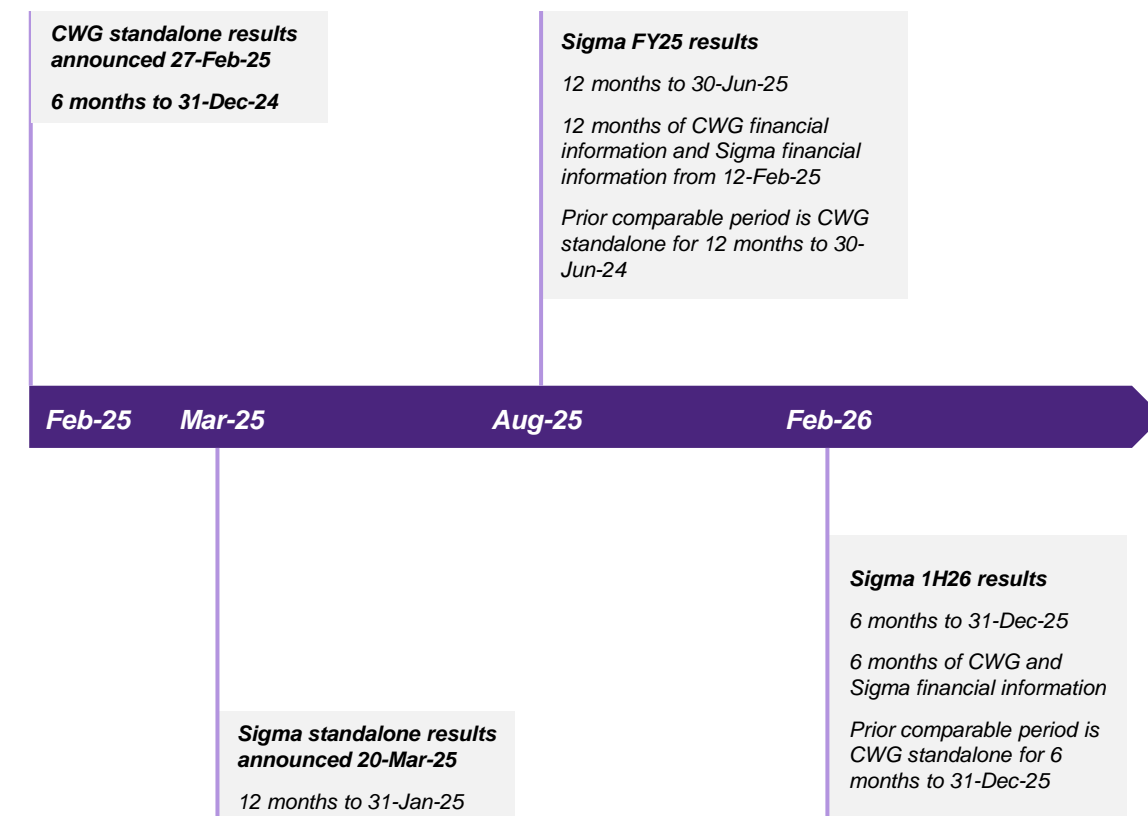 CWG standalone results
announced 27-Feb-25
6 months to 31-Dec-24
Sigma FY25 results
12 months to 30-Jun-25
12 months of CWG financial
information and Sigma financial
information from 12-Feb-25
Prior comparable period is CWG
standalone for 12 months to 30-
Jun-24
Feb-25 Mar-25 Aug-25 Feb-26
Sigma standalone results
announced 20-Mar-25
12 months to 31-Jan-25
Sigma 1H26 results
6 months to 31-Dec-25
6 months of CWG and
Sigma financial information
Prior comparable period is
CWG standalone for 6
months to 31-Dec-25